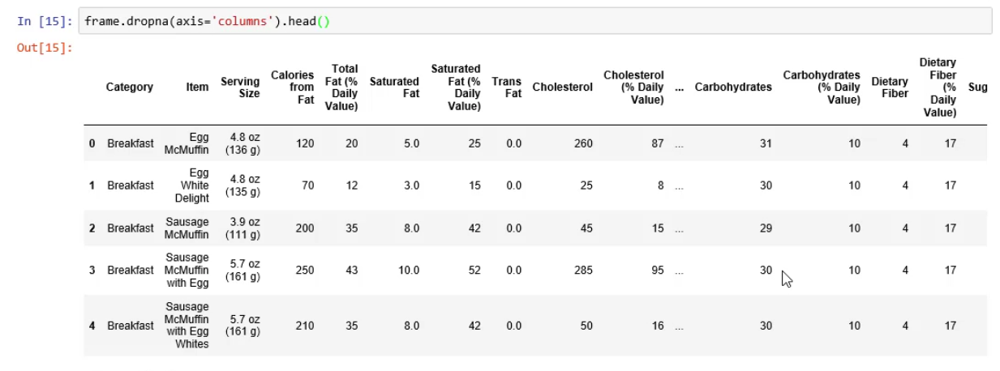 In [15]: frame.dropna(axis='columns').head()
Out[15]:
Category Item Serving Size Calories from Fat Total Fat (% Daily Value) Saturated Fat Saturated Fat (% Daily Value) Trans Fat Cholesterol Cholesterol (% Daily Value) ... Carbohydrates Carbohydrates (% Daily Value) Dietary Fiber Dietary Fiber (% Daily Value) Sug
0 Breakfast Egg McMuffin 4.8 oz (136 g) 120 20 5.0 25 0.0 260 87 ... 31 10 4 17
1 Breakfast Egg White Delight 4.8 oz (135 g) 70 12 3.0 15 0.0 25 8 ... 30 10 4 17
2 Breakfast Sausage McMuffin 3.9 oz (111 g) 200 35 8.0 42 0.0 45 15 ... 29 10 4 17
3 Breakfast Sausage McMuffin with Egg 5.7 oz (161 g) 250 43 10.0 52 0.0 285 95 ... 30 10 4 17
4 Breakfast Sausage McMuffin with Egg Whites 5.7 oz (161 g) 210 35 8.0 42 0.0 50 16 ... 30 10 4 17